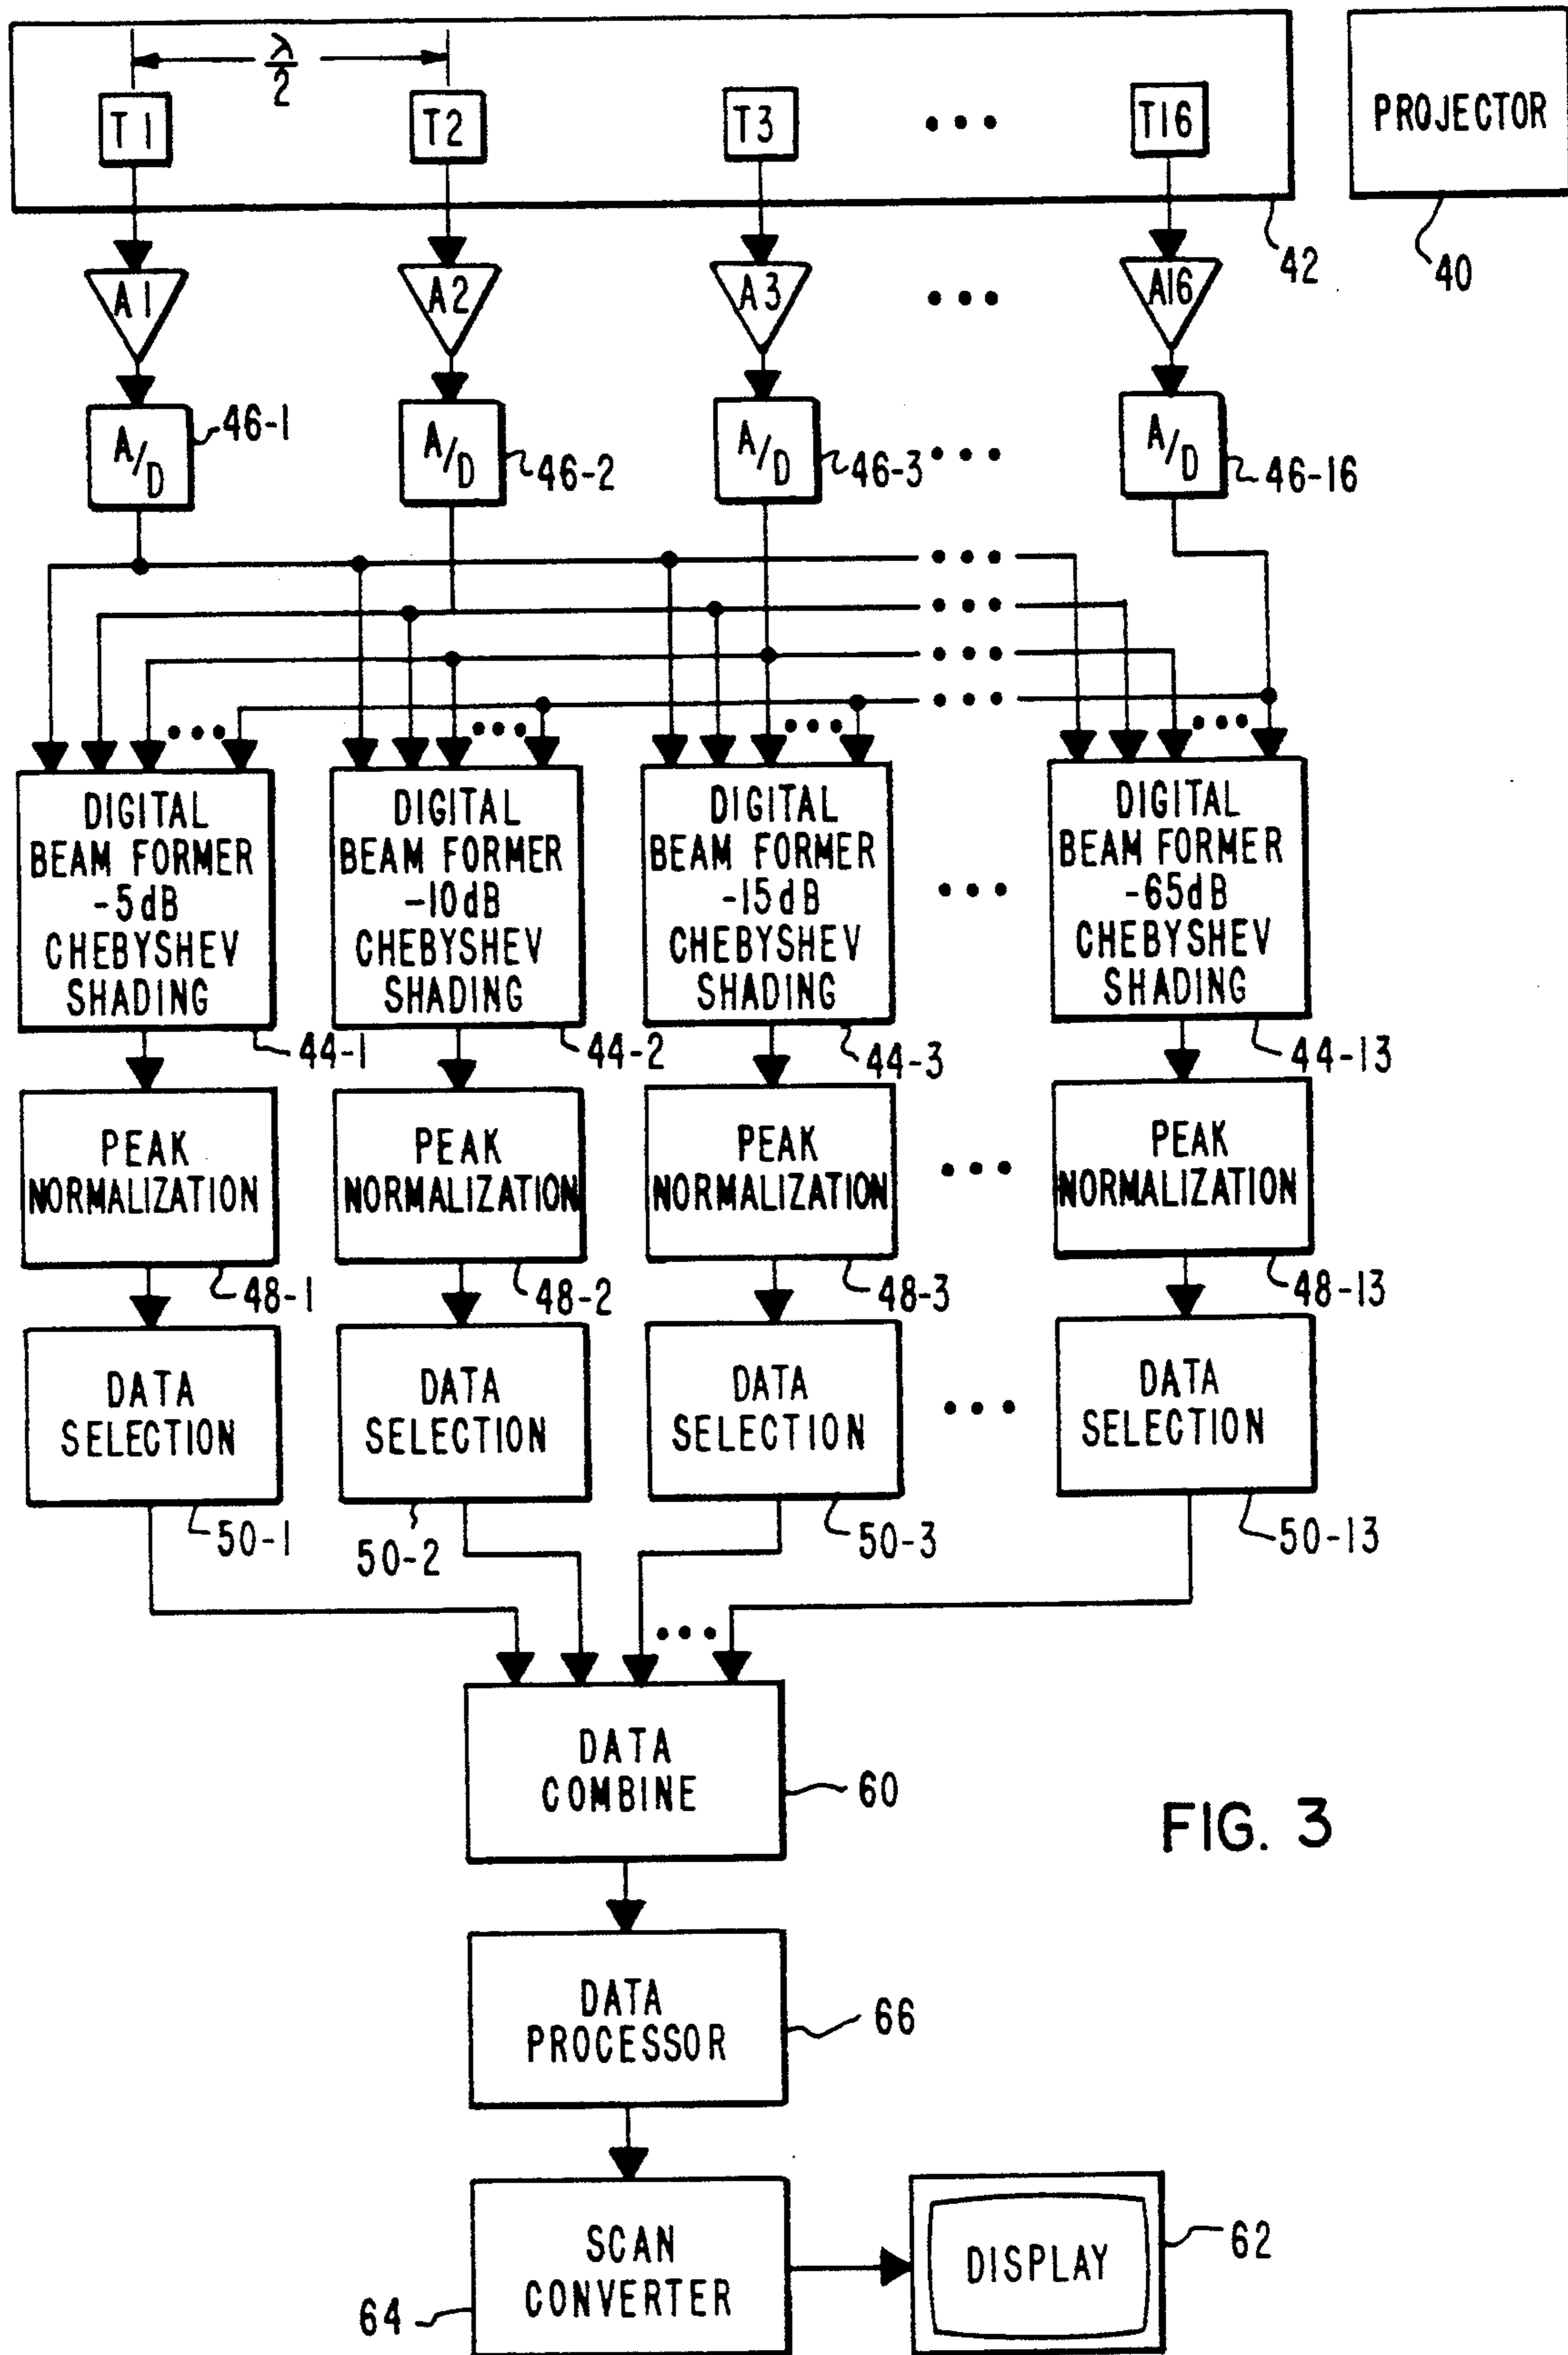 λ/2
T1 T2 T3 ... T16
PROJECTOR
42 40
A1 A2 A3 ... A16
A/D 46-1 A/D 46-2 A/D 46-3 ... A/D 46-16
...
...
...
...
... ... ... ...
DIGITAL DIGITAL DIGITAL DIGITAL
BEAM FORMER BEAM FORMER BEAM FORMER BEAM FORMER
-5dB -10dB -15dB ... -65dB
CHEBYSHEV CHEBYSHEV CHEBYSHEV CHEBYSHEV
SHADING SHADING SHADING SHADING
44-1 44-2 44-3 44-13
PEAK PEAK PEAK ... PEAK
NORMALIZATION NORMALIZATION NORMALIZATION NORMALIZATION
48-1 48-2 48-3 48-13
DATA DATA DATA ... DATA
SELECTION SELECTION SELECTION SELECTION
50-1 50-2 50-3 50-13
...
DATA
COMBINE
60
FIG. 3
DATA
PROCESSOR
66
SCAN
CONVERTER
64
DISPLAY
62